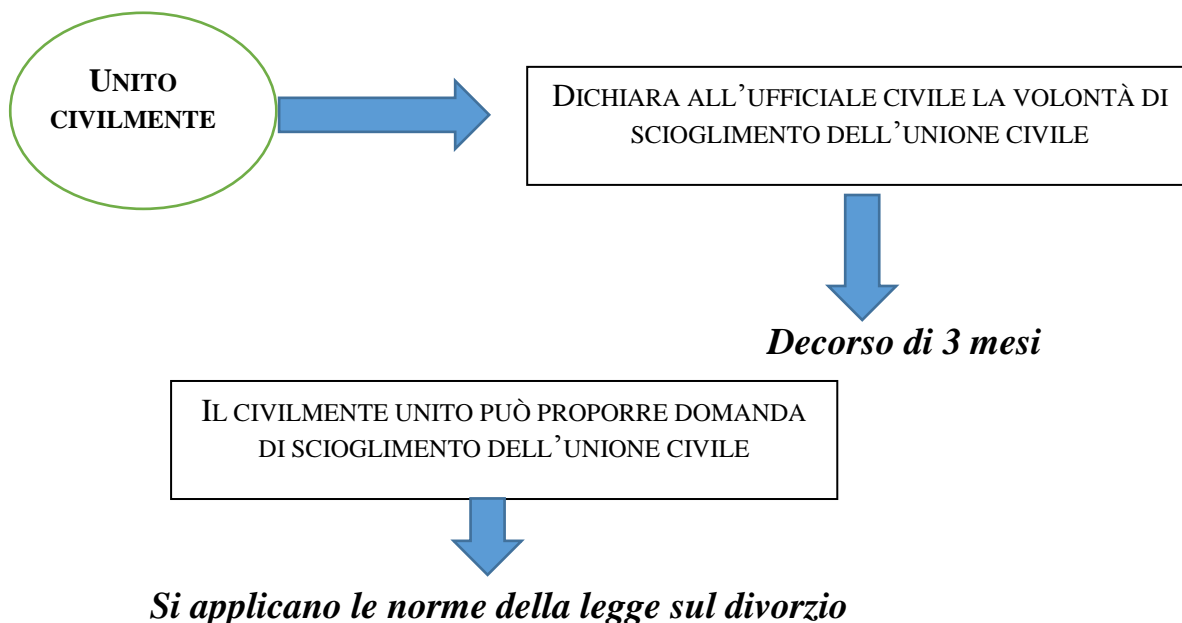 UNITO
CIVILMENTE
DICHIARA ALL’UFFICIALE CIVILE LA VOLONTÀ DI
SCIOGLIMENTO DELL’UNIONE CIVILE
Decorso di 3 mesi
IL CIVILMENTE UNITO PUÒ PROPORRE DOMANDA
DI SCIOGLIMENTO DELL’UNIONE CIVILE
Si applicano le norme della legge sul divorzio